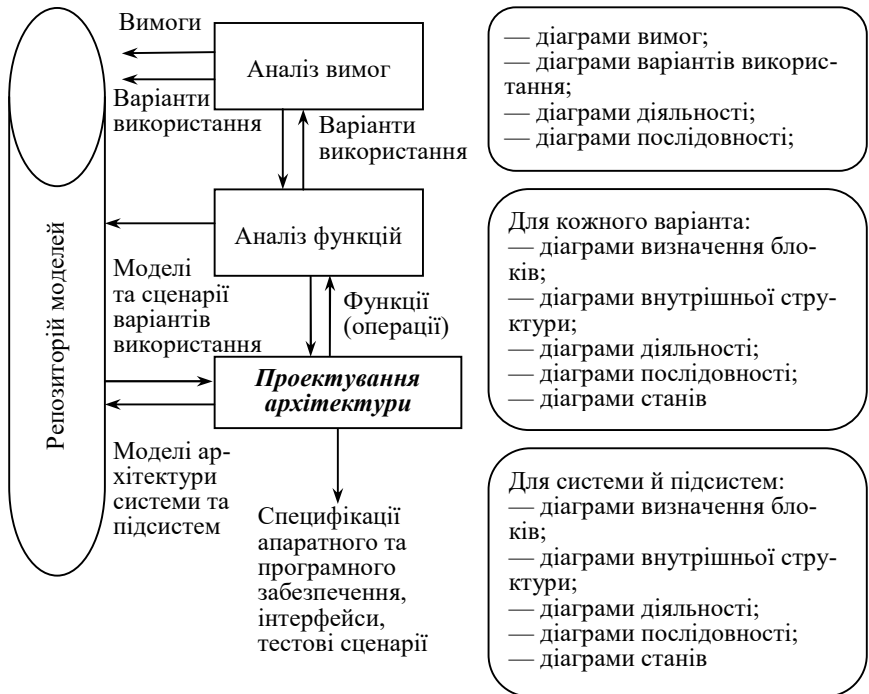 Вимоги
Аналіз вимог
Варіанти
використання
Варіанти
використання
— діаграми вимог;
— діаграми варіантів викорис-
тання;
— діаграми діяльності;
— діаграми послідовності;
Репозиторій моделей
Аналіз функцій
Моделі
та сценарії
варіантів
використання
Функції
(операції)
Для кожного варіанта:
— діаграми визначення бло-
ків;
— діаграми внутрішньої стру-
ктури;
— діаграми діяльності;
— діаграми послідовності;
— діаграми станів
Проектування
архітектури
Моделі ар-
хітектури
системи та
підсистем
Специфікації
апаратного та
програмного
забезпечення,
інтерфейси,
тестові сценарії
Для системи й підсистем:
— діаграми визначення бло-
ків;
— діаграми внутрішньої стру-
ктури;
— діаграми діяльності;
— діаграми послідовності;
— діаграми станів